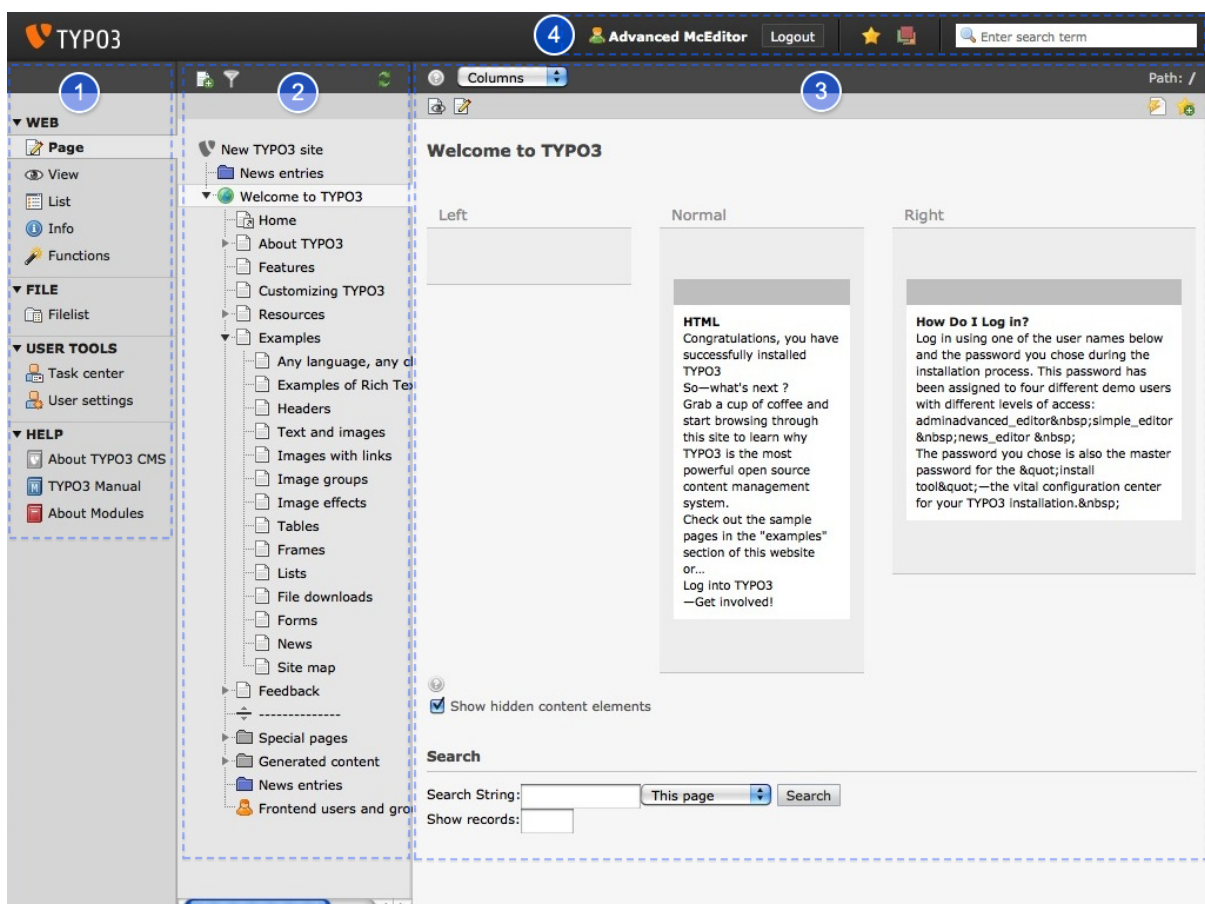 TYPO3
4
Advanced McEditor
Logout
Enter search term
1
2
Columns
3
Path: /
WEB
Page
View
List
Info
Functions
FILE
Filelist
USER TOOLS
Task center
User settings
HELP
About TYPO3 CMS
TYPO3 Manual
About Modules
New TYPO3 site
News entries
Welcome to TYPO3
Home
About TYPO3
Features
Customizing TYPO3
Resources
Examples
Any language, any
Examples of Rich
Headers
Text and images
Images with links
Image groups
Image effects
Tables
Frames
Lists
File downloads
Forms
News
Site map
Feedback
--------------
Special pages
Generated content
News entries
Frontend users and
Welcome to TYPO3
Left
Normal
HTML
Congratulations, you have
successfully installed
TYPO3
So—what's next ?
Grab a cup of coffee and
start browsing through
this site to learn why
TYPO3 is the most
powerful open source
content management
system.
Check out the sample
pages in the "examples"
section of this website
or...
Log into TYPO3
—Get involved!
Right
How Do I Log in?
Log in using one of the user names below
and the password you chose during the
installation process. This password has
been assigned to four different demo users
with different levels of access:
adminadvanced_editor&nbsp;simple_editor
&nbsp;news_editor &nbsp;
The password you chose is also the master
password for the &quot;install
tool&quot;—the vital configuration center
for your TYPO3 installation.&nbsp;
Show hidden content elements
Search
Search String:
This page
Search
Show records: